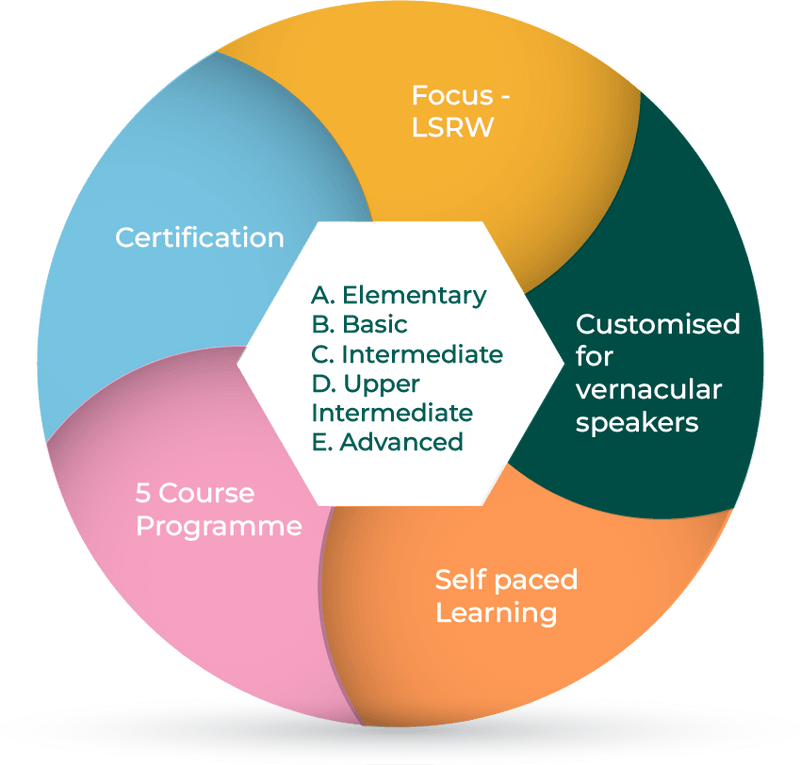 Focus -
LSRW
Certification
A. Elementary
B. Basic
C. Intermediate
D. Upper
Intermediate
E. Advanced
Customised
for
vernacular
speakers
5 Course
Programme
Self paced
Learning